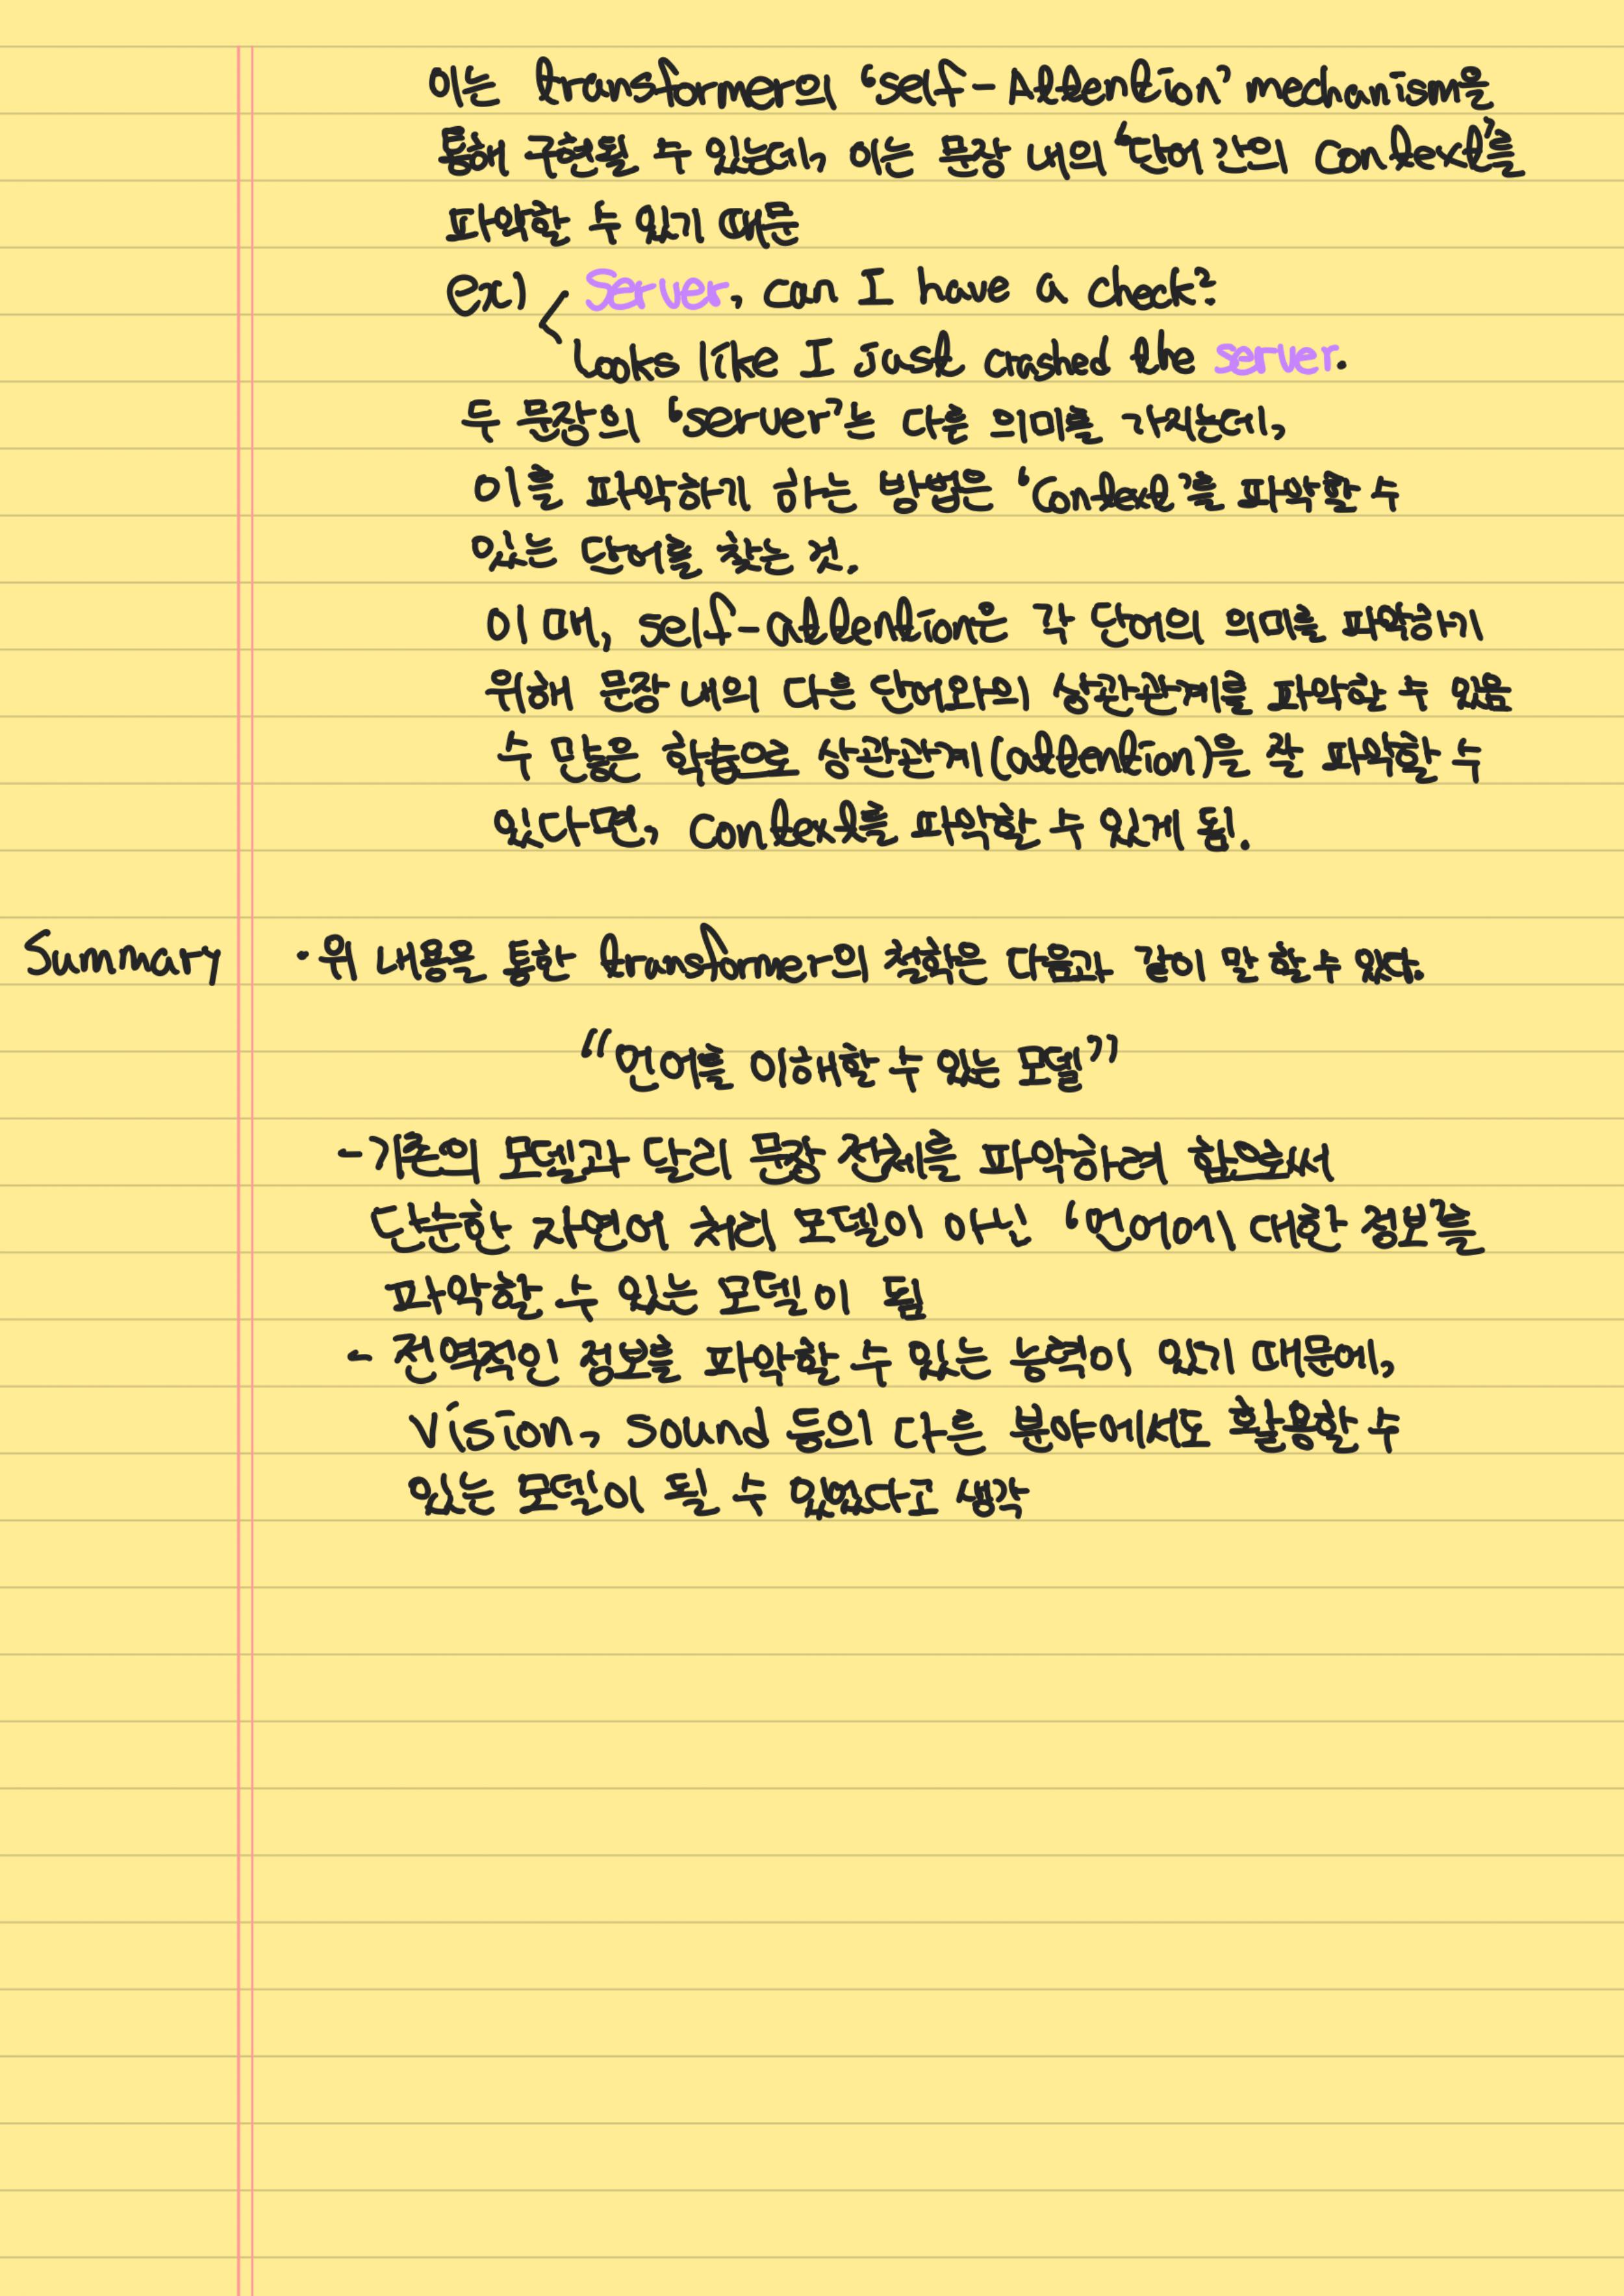 이는 transformer의 'self-Attention' mechanism을
통해 구현될 수 있는데, 이는 문장 내의 '단어 간의 Context'를
파악할 수 있기 때문
ex) Server, can I have a check?
Looks like I just crashed the server.
두 문장의 'server'는 다른 의미를 가지는데,
이를 파악하기 하는 방법은 'Context'를 파악할 수
있는 단어를 찾는 것.
이 때, self-attention은 각 단어의 의미를 파악하기
위해 문장 내의 다른 단어와의 상관관계를 파악할 수 있음
수 많은 학습으로 상관관계(attention)을 잘 파악할 수
있다면, Context를 파악할 수 있게 됨.
Summary · 위 내용을 통한 transformer의 철학은 다음과 같이 말 할 수 있다.
"언어를 이해할 수 있는 모델"
- 기존의 모델과 달리 문장 전체를 파악하려 함으로써
단순한 자연어 처리 모델이 아닌 '언어에 대한 정보'를
파악할 수 있는 모델이 됨
- 전역적인 정보를 파악할 수 있는 능력이 있기 때문에,
Vision, Sound 등의 다른 분야에서도 활용할 수
있는 모델이 될 수 있었다고 생각